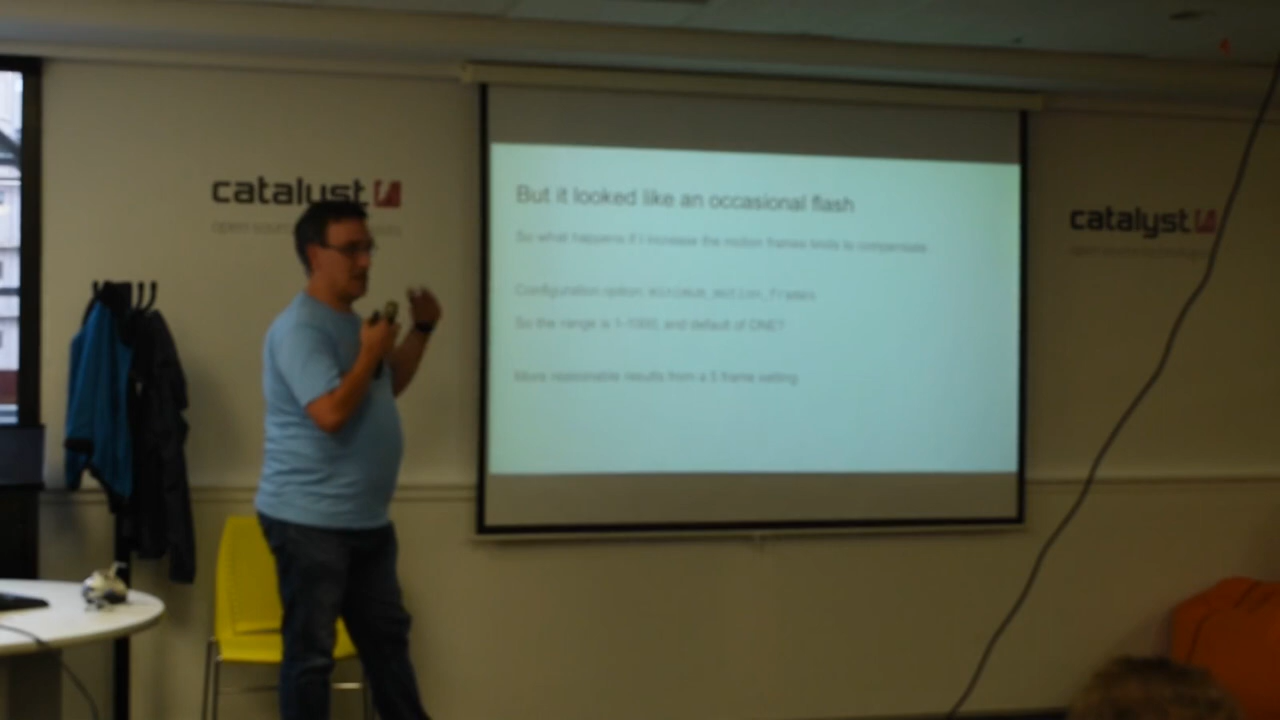 catalyst
But it looked like an occasional flash
So what happens if I increase the motion frames kinda to compensate
Configuration option: minimum_motion_frames
So the range is 1-1000, and default of ONE?
More reasonable results from a 5 frame setting
catalyst